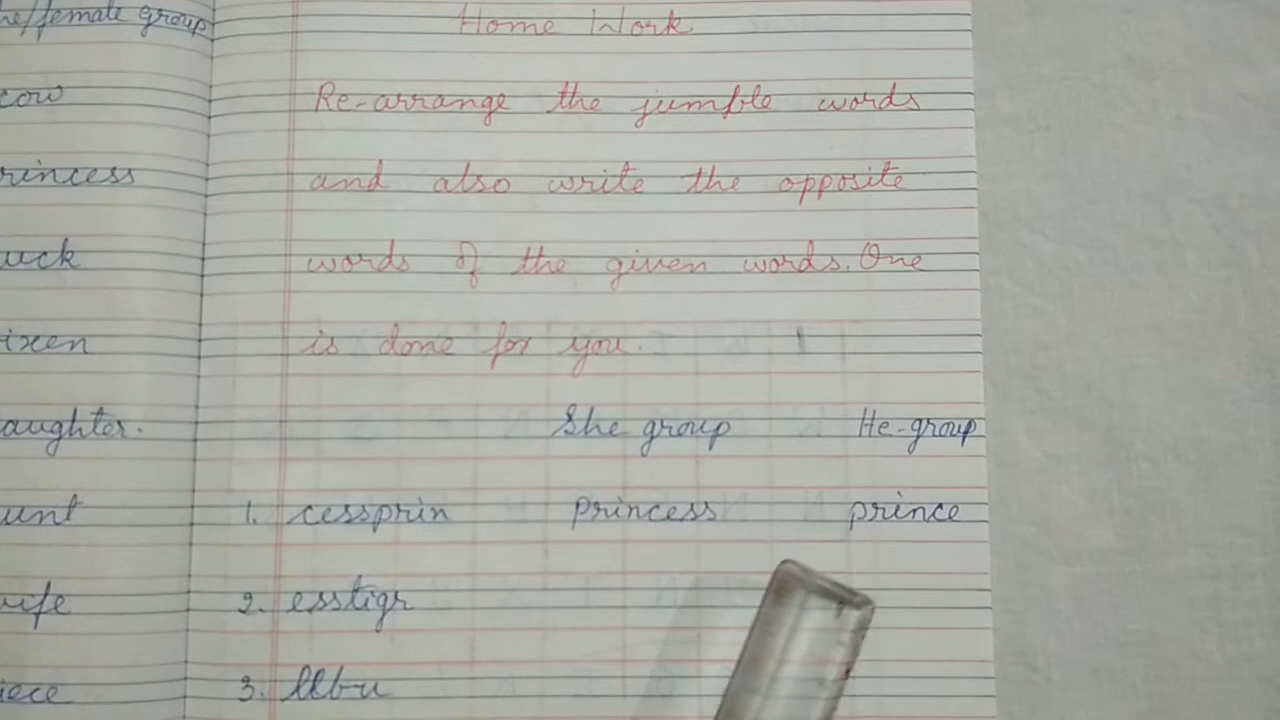 he/female group
cow
rincess
uck
ixen
aughter.
unt
wife
iece
Home Work
Re-arrange the jumble words
and also write the opposite
words of the given words. One
is done for you.
She group He-group
1. cessprin Princess prince
2. esstigr
3. llbu